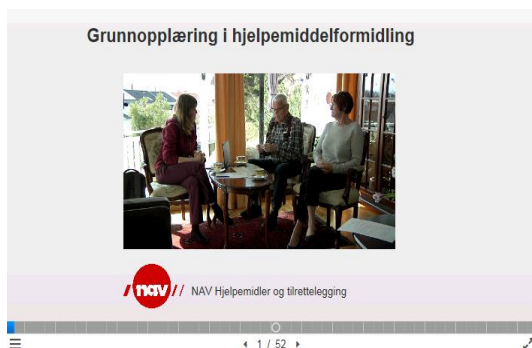 Grunnopplæring i hjelpemiddelformidling
/ nav // NAV Hjelpemidler og tilrettelegging
1 / 52